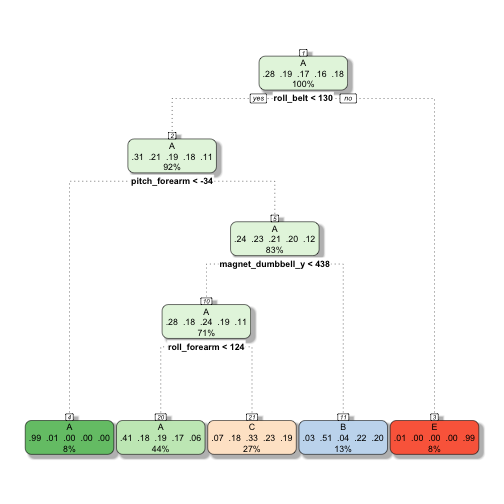 1
A
.28 .19 .17 .16 .18
100%
yes roll_belt < 130 no
2
A
.31 .21 .19 .18 .11
92%
pitch_forearm < -34
5
A
.24 .23 .21 .20 .12
83%
magnet_dumbbell_y < 438
10
A
.28 .18 .24 .19 .11
71%
roll_forearm < 124
4
A
.99 .01 .00 .00 .00
8%
20
A
.41 .18 .19 .17 .06
44%
21
C
.07 .18 .33 .23 .19
27%
11
B
.03 .51 .04 .22 .20
13%
3
E
.01 .00 .00 .00 .99
8%